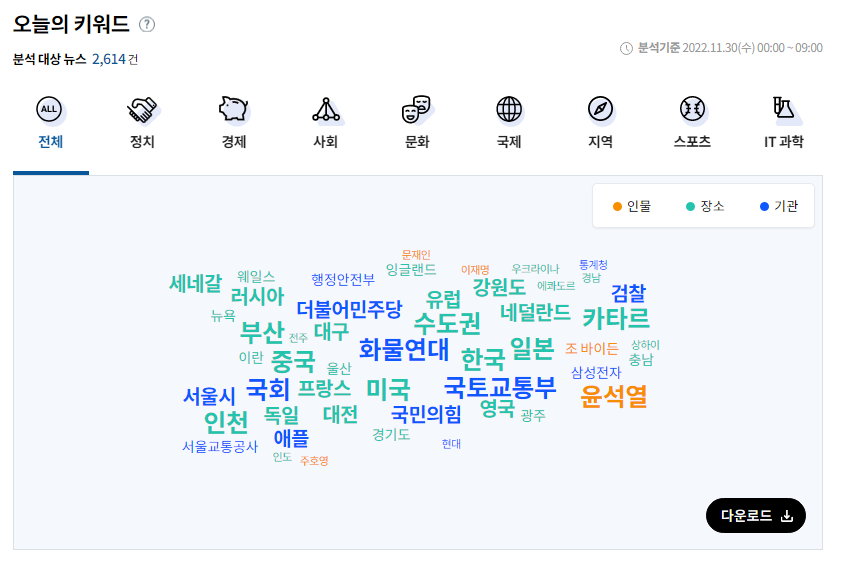 오늘의 키워드 ?
분석 대상 뉴스 2,614 건
분석기준 2022.11.30(수) 00:00 ~ 09:00
ALL
전체 정치 경제 사회 문화 국제 지역 스포츠 IT 과학
인물 장소 기관
문재인
잉글랜드 이재명 우크라이나 통계청
세네갈 웨일스 행정안전부 강원도 에콰도르 경남
러시아 더불어민주당 유럽 검찰
뉴욕 수도권 네덜란드 카타르
부산 전주 대구
화물연대 일본 조 바이든 상하이
이란 중국 울산 한국 충남
삼성전자
서울시 국회 프랑스 미국 국토교통부 윤석열
인천 독일 대전 국민의힘 영국 광주
애플 경기도
서울교통공사 현대
인도 주호영
다운로드